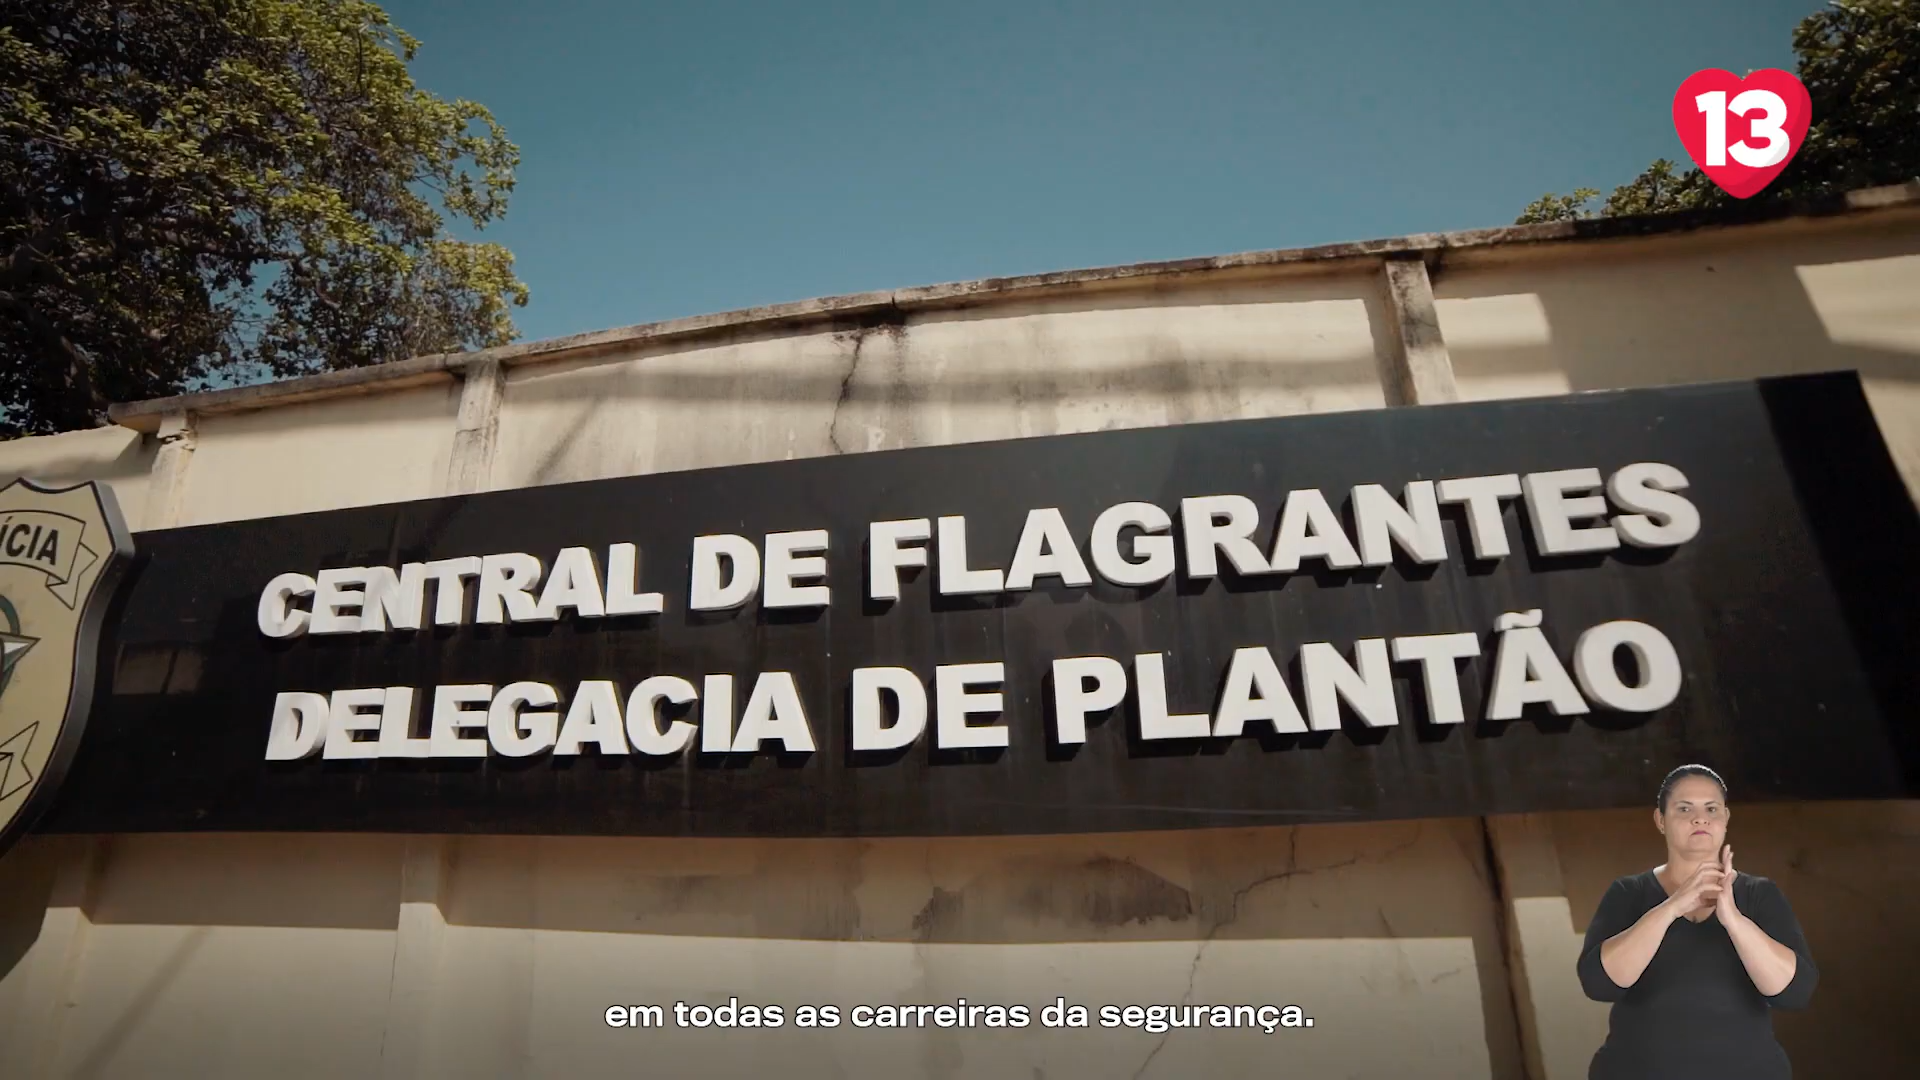 13
ÍCIA
CENTRAL DE FLAGRANTES
DELEGACIA DE PLANTÃO
em todas as carreiras da segurança.